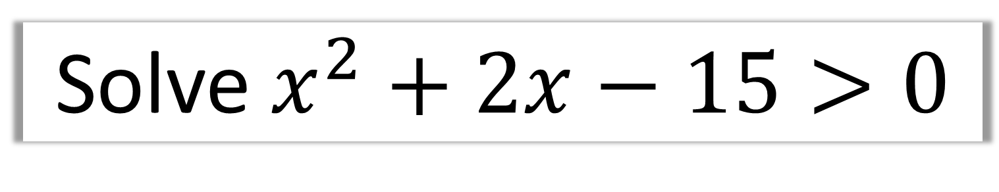 Solve x² + 2x − 15 > 0